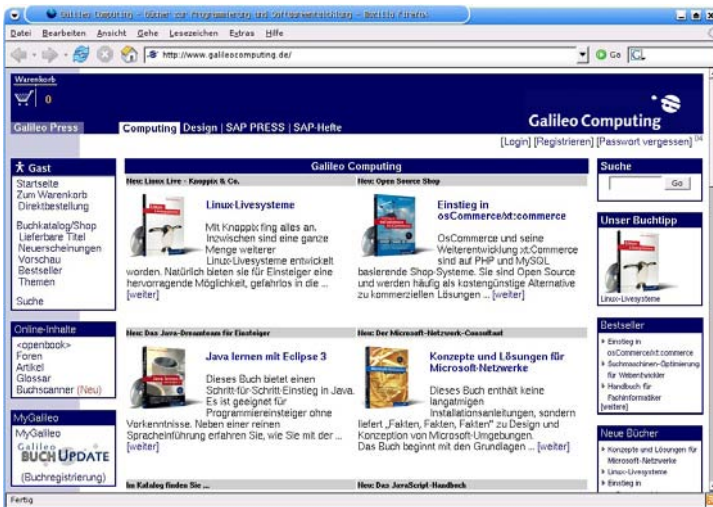 Galileo Computing - Bücher zur Programmierung und Softwareentwicklung - Mozilla Firefox
Datei Bearbeiten Ansicht Gehe Lesezeichen Extras Hilfe
http://www.galileocomputing.de/
Go
Warenkorb
0
Galileo Press
Computing Design | SAP PRESS | SAP-Hefte
Galileo Computing
[Login] [Registrieren] [Passwort vergessen]
Gast
Startseite
Zum Warenkorb
Direktbestellung
Buchkatalog/Shop
Lieferbare Titel
Neuerscheinungen
Vorschau
Bestseller
Themen
Suche
Online-Inhalte
<openbook>
Foren
Artikel
Glossar
Buchscanner (Neu)
MyGalileo
MyGalileo
Galileo
BUCHUPDATE
(Buchregistrierung)
Galileo Computing
Neu: Linux Live - Knoppix & Co.
Linux-Livesysteme
Mit Knoppix fing alles an.
Inzwischen sind eine ganze
Menge weiterer
Linux-Livesysteme entwickelt
worden. Natürlich bieten sie für Einsteiger eine
hervorragende Möglichkeit, gefahrlos in die ...
[weiter]
Neu: Open Source Shop
Einstieg in
osCommerce/xt:commerce
OsCommerce und seine
Weiterentwicklung xt:Commerce
sind auf PHP und MySQL
basierende Shop-Systeme. Sie sind Open Source
und werden häufig als kostengünstige Alternative
zu kommerziellen Lösungen ... [weiter]
Neu: Das Java-Dreamteam für Einsteiger
Java lernen mit Eclipse 3
Dieses Buch bietet einen
Schritt-für-Schritt-Einstieg in Java.
Es ist geeignet für
Programmiereinsteiger ohne
Vorkenntnisse. Neben einer reinen
Spracheinführung erfahren Sie, wie Sie mit der ...
[weiter]
Neu: Der Microsoft-Netzwerk-Consultant
Konzepte und Lösungen für
Microsoft-Netzwerke
Dieses Buch enthält keine
langatmigen
Installationsanleitungen, sondern
liefert „Fakten, Fakten, Fakten" zu Design und
Konzeption von Microsoft-Umgebungen.
Das Buch beginnt mit den Grundlagen ... [weiter]
Im Katalog finden Sie ...
Neu: Das JavaScript-Handbuch
Suche
Go
Unser Buchtipp
Linux-Livesysteme
Bestseller
Einstieg in
osCommerce/xt:commerce
Suchmaschinen-Optimierung
für Webentwickler
Handbuch für
Fachinformatiker
[weitere]
Neue Bücher
Konzepte und Lösungen für
Microsoft-Netzwerke
Linux-Livesysteme
Einstieg in
Fertig